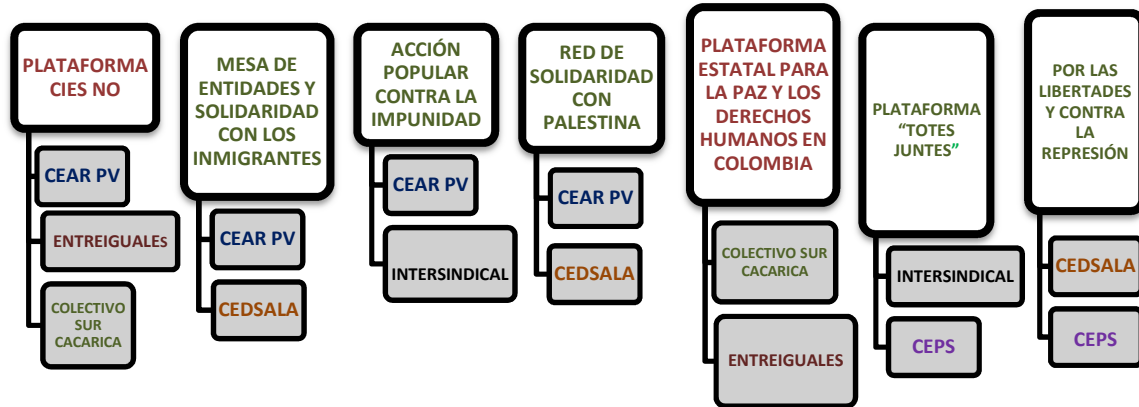 PLATAFORMA
CIES NO
CEAR PV
ENTREIGUALES
COLECTIVO
SUR
CACARICA
MESA DE
ENTIDADES Y
SOLIDARIDAD
CON LOS
INMIGRANTES
CEAR PV
CEDSALA
ACCIÓN
POPULAR
CONTRA LA
IMPUNIDAD
CEAR PV
INTERSINDICAL
RED DE
SOLIDARIDAD
CON
PALESTINA
CEAR PV
CEDSALA
PLATAFORMA
ESTATAL PARA
LA PAZ Y LOS
DERECHOS
HUMANOS EN
COLOMBIA
COLECTIVO SUR
CACARICA
ENTREIGUALES
PLATAFORMA
“TOTES
JUNTES”
INTERSINDICAL
CEPS
POR LAS
LIBERTADES
Y CONTRA
LA
REPRESIÓN
CEDSALA
CEPS